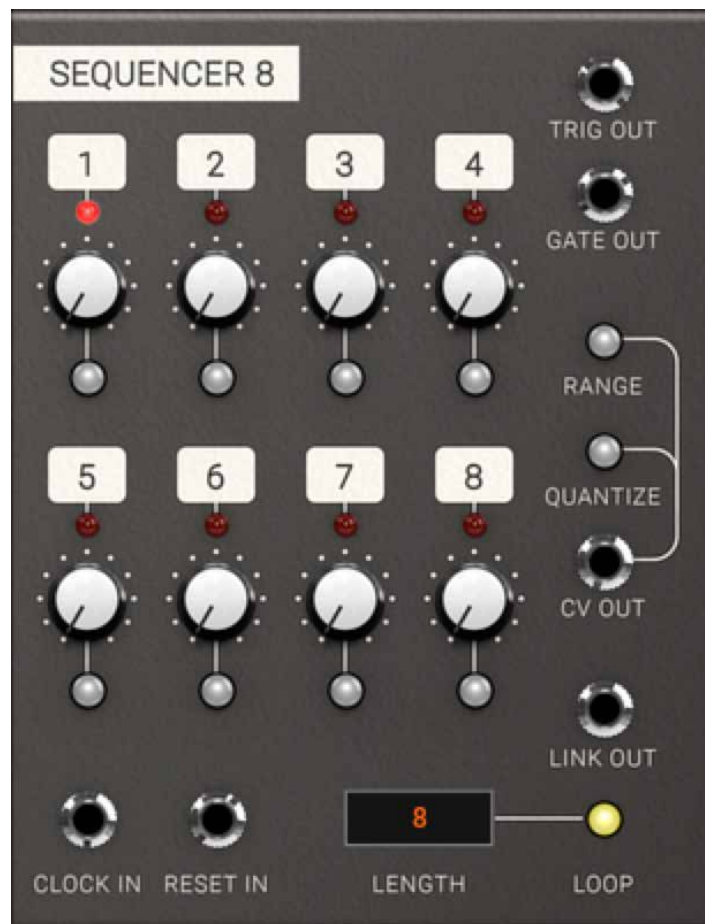 SEQUENCER 8
TRIG OUT
1 2 3 4
GATE OUT
RANGE
5 6 7 8
QUANTIZE
CV OUT
LINK OUT
8
CLOCK IN RESET IN LENGTH LOOP